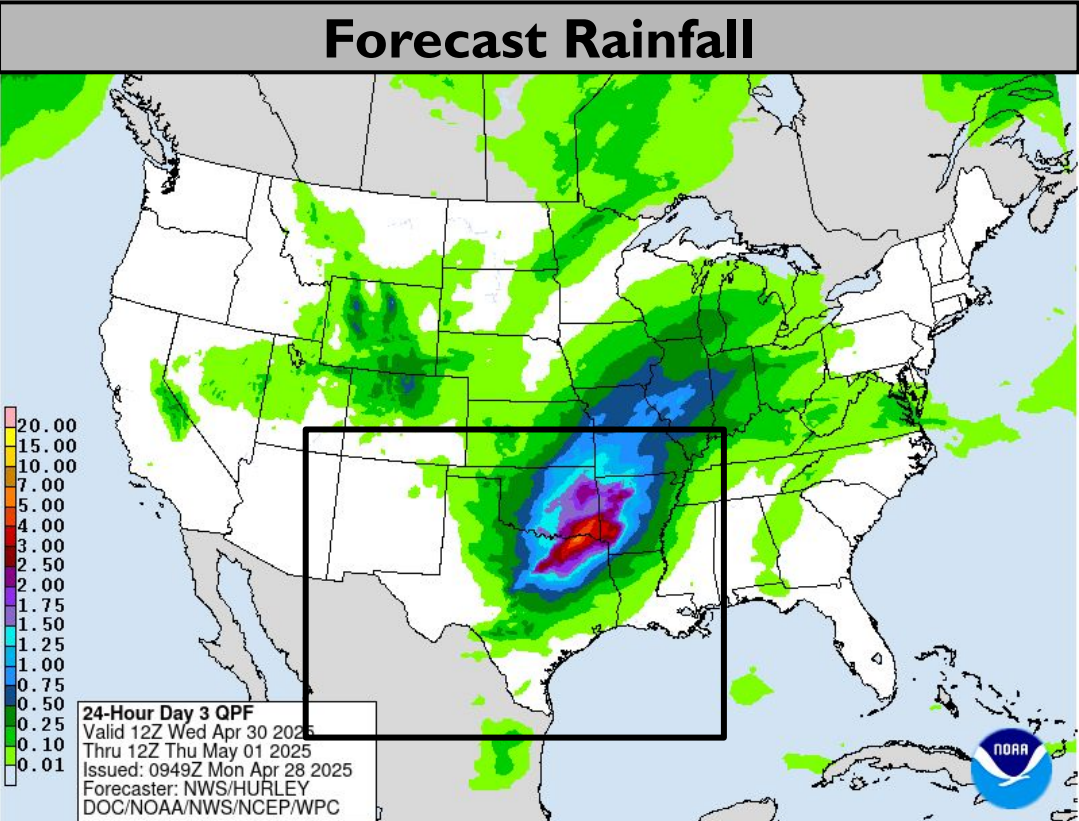 Forecast Rainfall
20.00
15.00
10.00
7.00
5.00
4.00
3.00
2.50
2.00
1.75
1.50
1.25
1.00
0.75
0.50
0.25
0.10
0.01
24-Hour Day 3 QPF
Valid 12Z Wed Apr 30 2025
Thru 12Z Thu May 01 2025
Issued: 0949Z Mon Apr 28 2025
Forecaster: NWS/HURLEY
DOC/NOAA/NWS/NCEP/WPC
NOAA